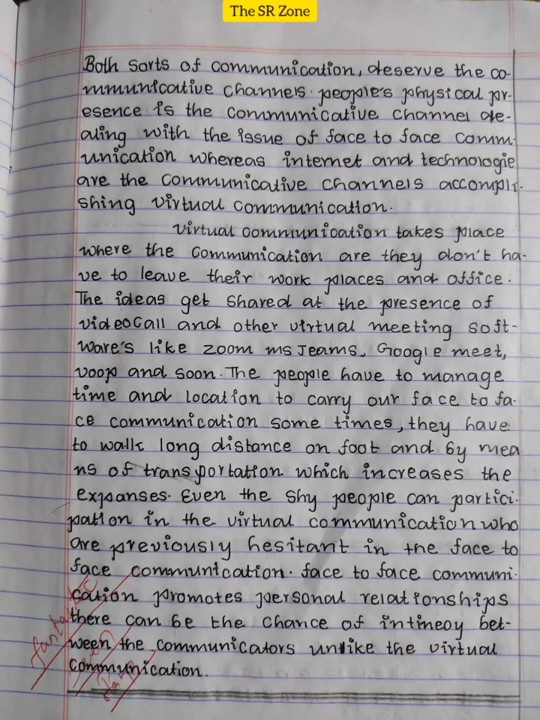 The SR Zone
Both sorts of communication, deserve the co-
mmunicative channels. people's physical pr-
esence is the communicative channel de-
aling with the issue of face to face comm-
unication whereas internet and technologie
are the communicative channels accompli-
shing virtual communication.
virtual communication takes place
where the communication are they don't ha-
ve to leave their work places and office.
The ideas get shared at the presence of
videocall and other virtual meeting soft-
ware's like zoom ms Jeams, Google meet,
voop and soon. The people have to manage
time and location to carry our face to fa-
ce communication some times, they have
to walk long distance on foot and by mea
ns of transportation which increases the
expanses. Even the shy people can partici-
pation in the virtual communication who
are previously hesitant in the face to
face communication. face to face communi-
cation promotes personal relationships
there can be the chance of intineoy bet-
ween the communicators unlike the virtual
communication.